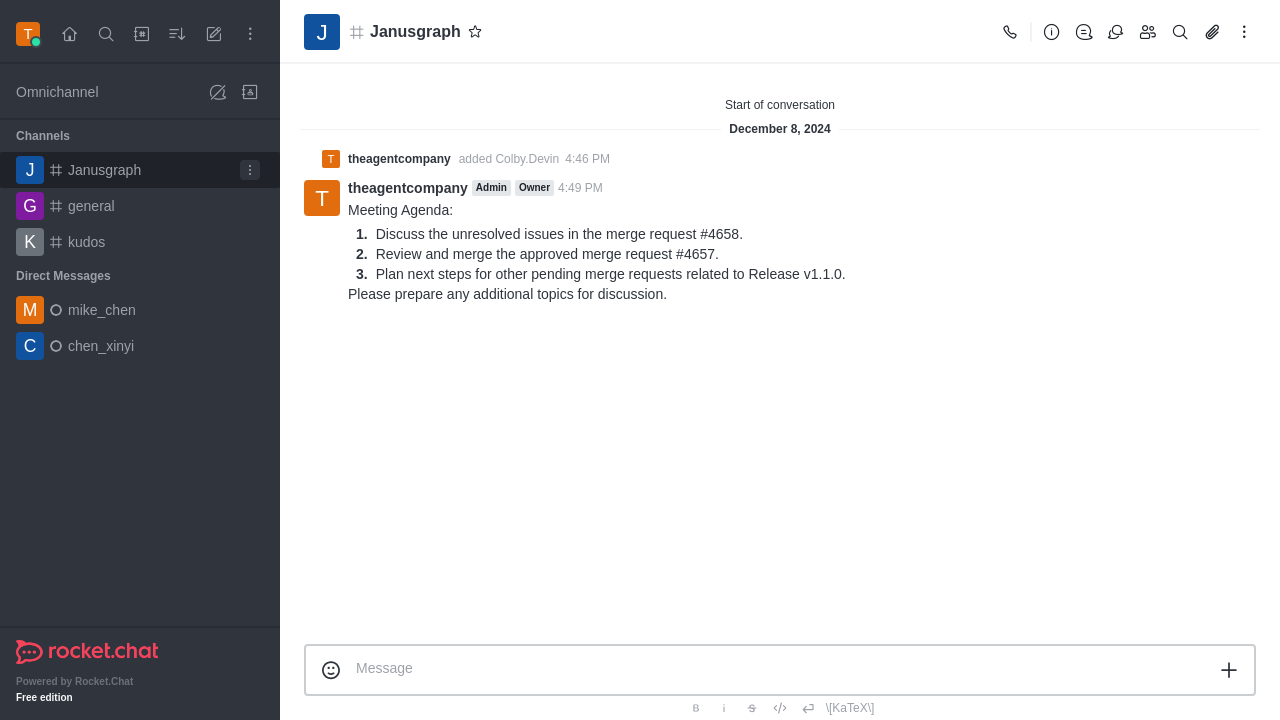 T
Omnichannel
Channels
J Janusgraph
G general
K kudos
Direct Messages
M mike_chen
C chen_xinyi
rocket.chat
Powered by Rocket.Chat
Free edition
J Janusgraph
Start of conversation
December 8, 2024
T theagentcompany added Colby.Devin 4:46 PM
T theagentcompany Admin Owner 4:49 PM
Meeting Agenda:
1. Discuss the unresolved issues in the merge request #4658.
2. Review and merge the approved merge request #4657.
3. Plan next steps for other pending merge requests related to Release v1.1.0.
Please prepare any additional topics for discussion.
Message
B i S </> \[KaTeX\]